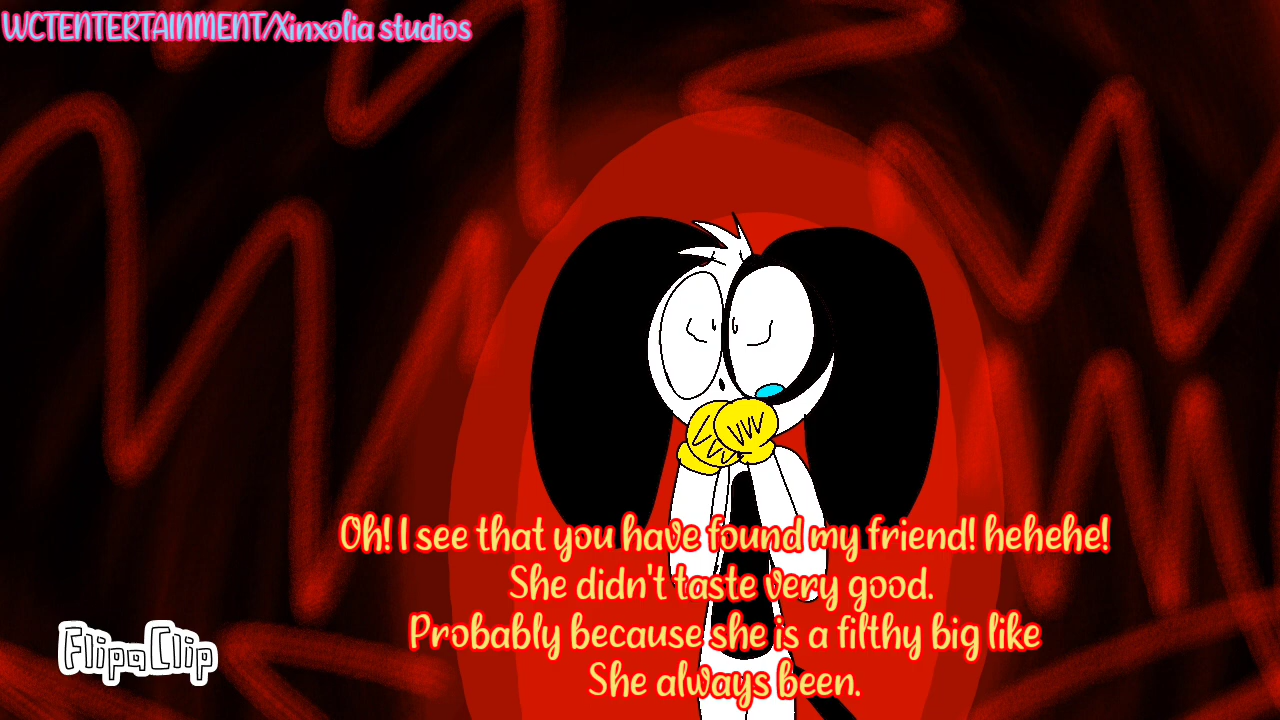 WCTENTERTAINMENT/Xinxolia studios
Oh! I see that you have found my friend! hehehe!
She didn't taste very good.
Probably because she is a filthy big like
She always been.
FlipaClip